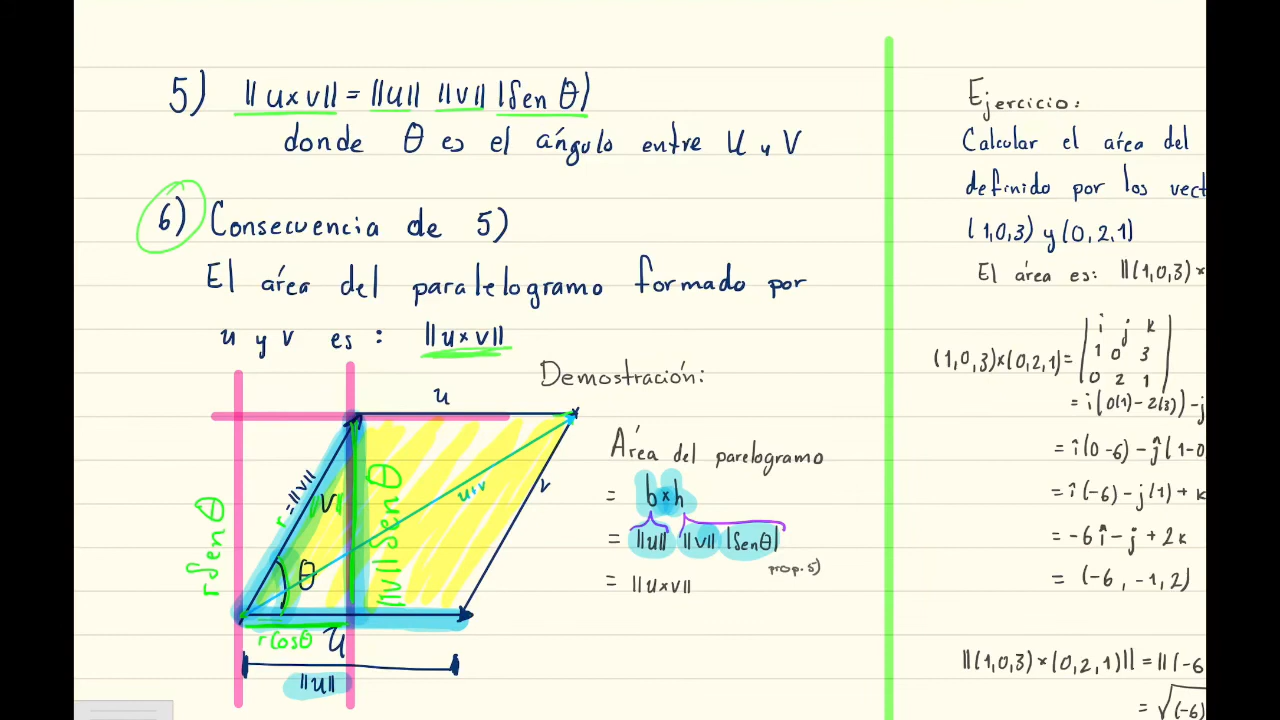 5) ||u×v|| = ||u|| ||v|| |Sen θ|
donde θ es el ángulo entre U y V
6) Consecuencia de 5)
El área del paralelogramo formado por
u y v es : ||u×v||
Demostración:
u
Área del parelogramo
= b×h
= ||u|| ||v|| |Senθ|
prop. 5)
= ||u×v||
r = ||v||
V
||v|| |Senθ
u+v
v
rSenθ
θ
rCosθ
U
||u||
Ejercicio:
Calcular el área del
definido por los vect
(1,0,3) y (0,2,1)
El área es: ||(1,0,3)×
(1,0,3)×(0,2,1) =
i j k
1 0 3
0 2 1
= i(0(1) - 2(3)) - j
= î(0-6) - ĵ(1-0
= î(-6) - j(1) + k
= -6î - j + 2k
= (-6, -1, 2)
||(1,0,3)×(0,2,1)|| = ||(-6
= √(-6)